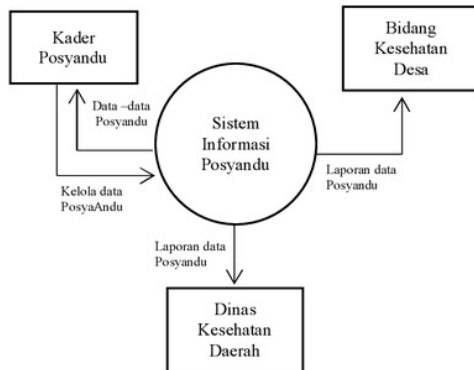 Kader
Posyandu
Bidang
Kesehatan
Desa
Data –data
Posyandu
Sistem
Informasi
Posyandu
Kelola data
PosyaAndu
Laporan data
Posyandu
Laporan data
Posyandu
Dinas
Kesehatan
Daerah